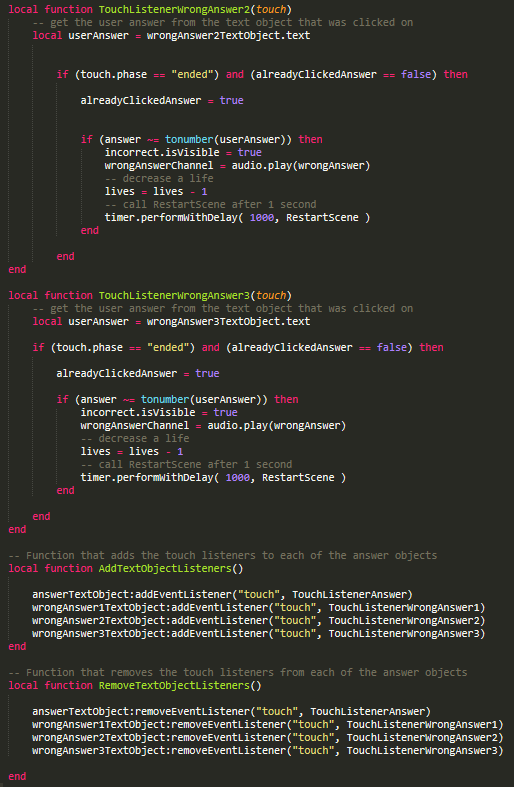 local function TouchListenerWrongAnswer2(touch)
-- get the user answer from the text object that was clicked on
local userAnswer = wrongAnswer2TextObject.text
if (touch.phase == "ended") and (alreadyClickedAnswer == false) then
alreadyClickedAnswer = true
if (answer ~= tonumber(userAnswer)) then
incorrect.isVisible = true
wrongAnswerChannel = audio.play(wrongAnswer)
-- decrease a life
lives = lives - 1
-- call RestartScene after 1 second
timer.performWithDelay( 1000, RestartScene )
end
end
end
local function TouchListenerWrongAnswer3(touch)
-- get the user answer from the text object that was clicked on
local userAnswer = wrongAnswer3TextObject.text
if (touch.phase == "ended") and (alreadyClickedAnswer == false) then
alreadyClickedAnswer = true
if (answer ~= tonumber(userAnswer)) then
incorrect.isVisible = true
wrongAnswerChannel = audio.play(wrongAnswer)
-- decrease a life
lives = lives - 1
-- call RestartScene after 1 second
timer.performWithDelay( 1000, RestartScene )
end
end
end
-- Function that adds the touch listeners to each of the answer objects
local function AddTextObjectListeners()
answerTextObject:addEventListener("touch", TouchListenerAnswer)
wrongAnswer1TextObject:addEventListener("touch", TouchListenerWrongAnswer1)
wrongAnswer2TextObject:addEventListener("touch", TouchListenerWrongAnswer2)
wrongAnswer3TextObject:addEventListener("touch", TouchListenerWrongAnswer3)
end
-- Function that removes the touch listeners from each of the answer objects
local function RemoveTextObjectListeners()
answerTextObject:removeEventListener("touch", TouchListenerAnswer)
wrongAnswer1TextObject:removeEventListener("touch", TouchListenerWrongAnswer1)
wrongAnswer2TextObject:removeEventListener("touch", TouchListenerWrongAnswer2)
wrongAnswer3TextObject:removeEventListener("touch", TouchListenerWrongAnswer3)
end